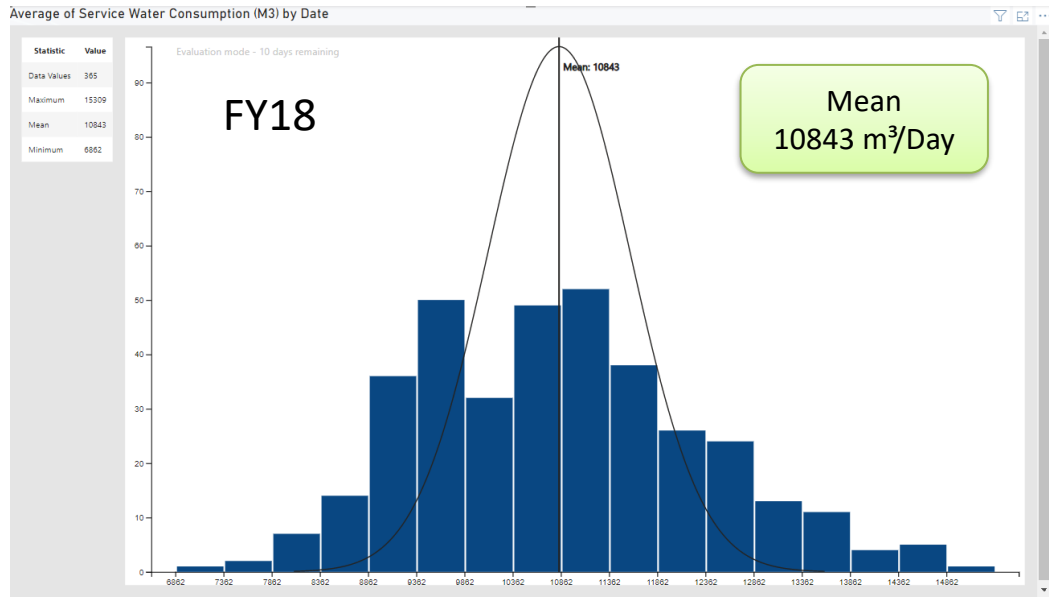 Average of Service Water Consumption (M3) by Date
Statistic Value
Data Values 365
Maximum 15309
Mean 10843
Minimum 6862
Evaluation mode - 10 days remaining
FY18
Mean: 10843
Mean
10843 m³/Day
90
80
70
60
50
40
30
20
10
0
6862 7362 7862 8362 8862 9362 9862 10362 10862 11362 11862 12362 12862 13362 13862 14362 14862